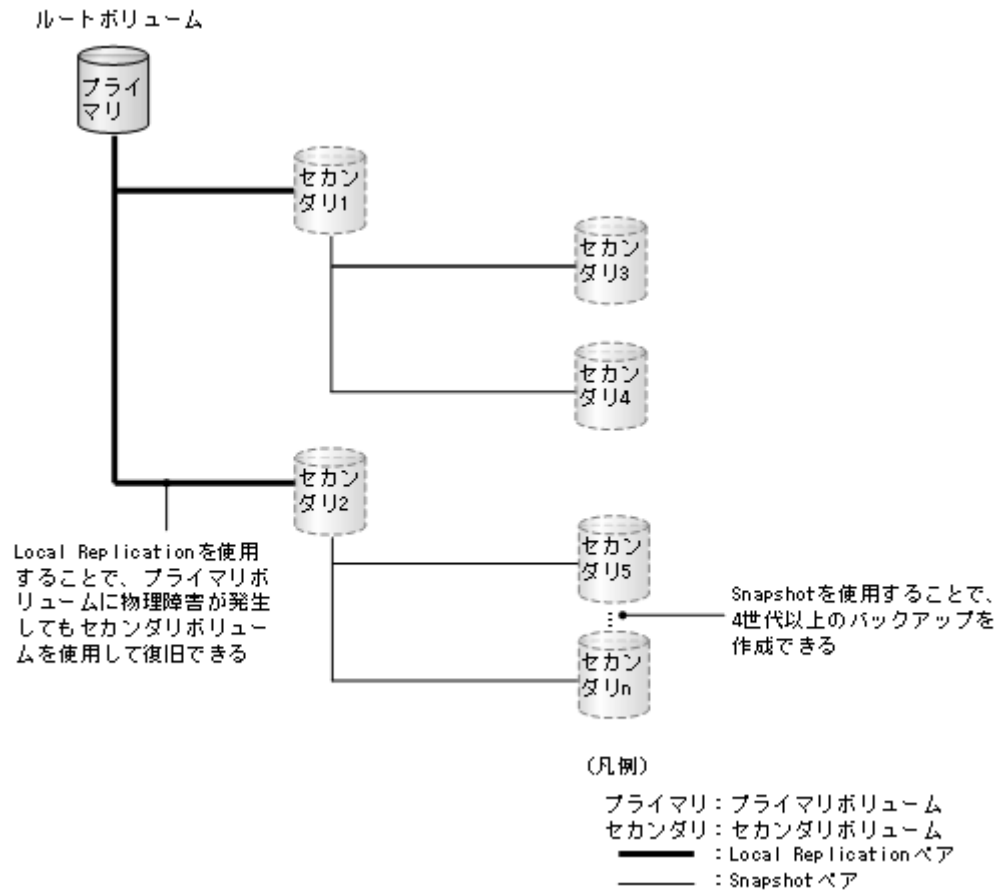 ルートボリューム
プライ
マリ
セカン
ダリ1
セカン
ダリ3
セカン
ダリ4
セカン
ダリ2
Local Replicationを使用
することで、プライマリボ
リュームに物理障害が発生
してもセカンダリボリュー
ムを使用して復旧できる
セカン
ダリ5
Snapshotを使用することで、
4世代以上のバックアップを
作成できる
セカン
ダリn
(凡例)
プライマリ：プライマリボリューム
セカンダリ：セカンダリボリューム
：Local Replicationペア
：Snapshotペア